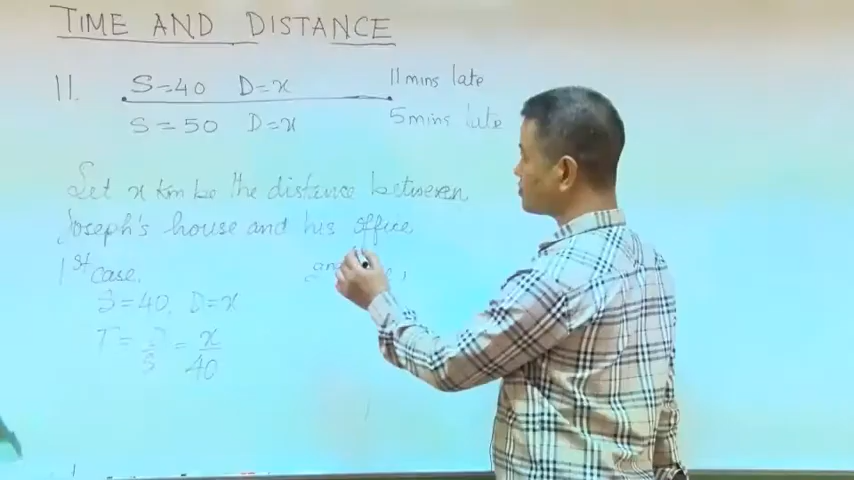 TIME AND DISTANCE
11. S=40 D=x 11 mins late
S=50 D=x 5 mins late
Let x km be the distance between
Joseph's house and his office
1st case.
S=40, D=x
T = D/S = x/40